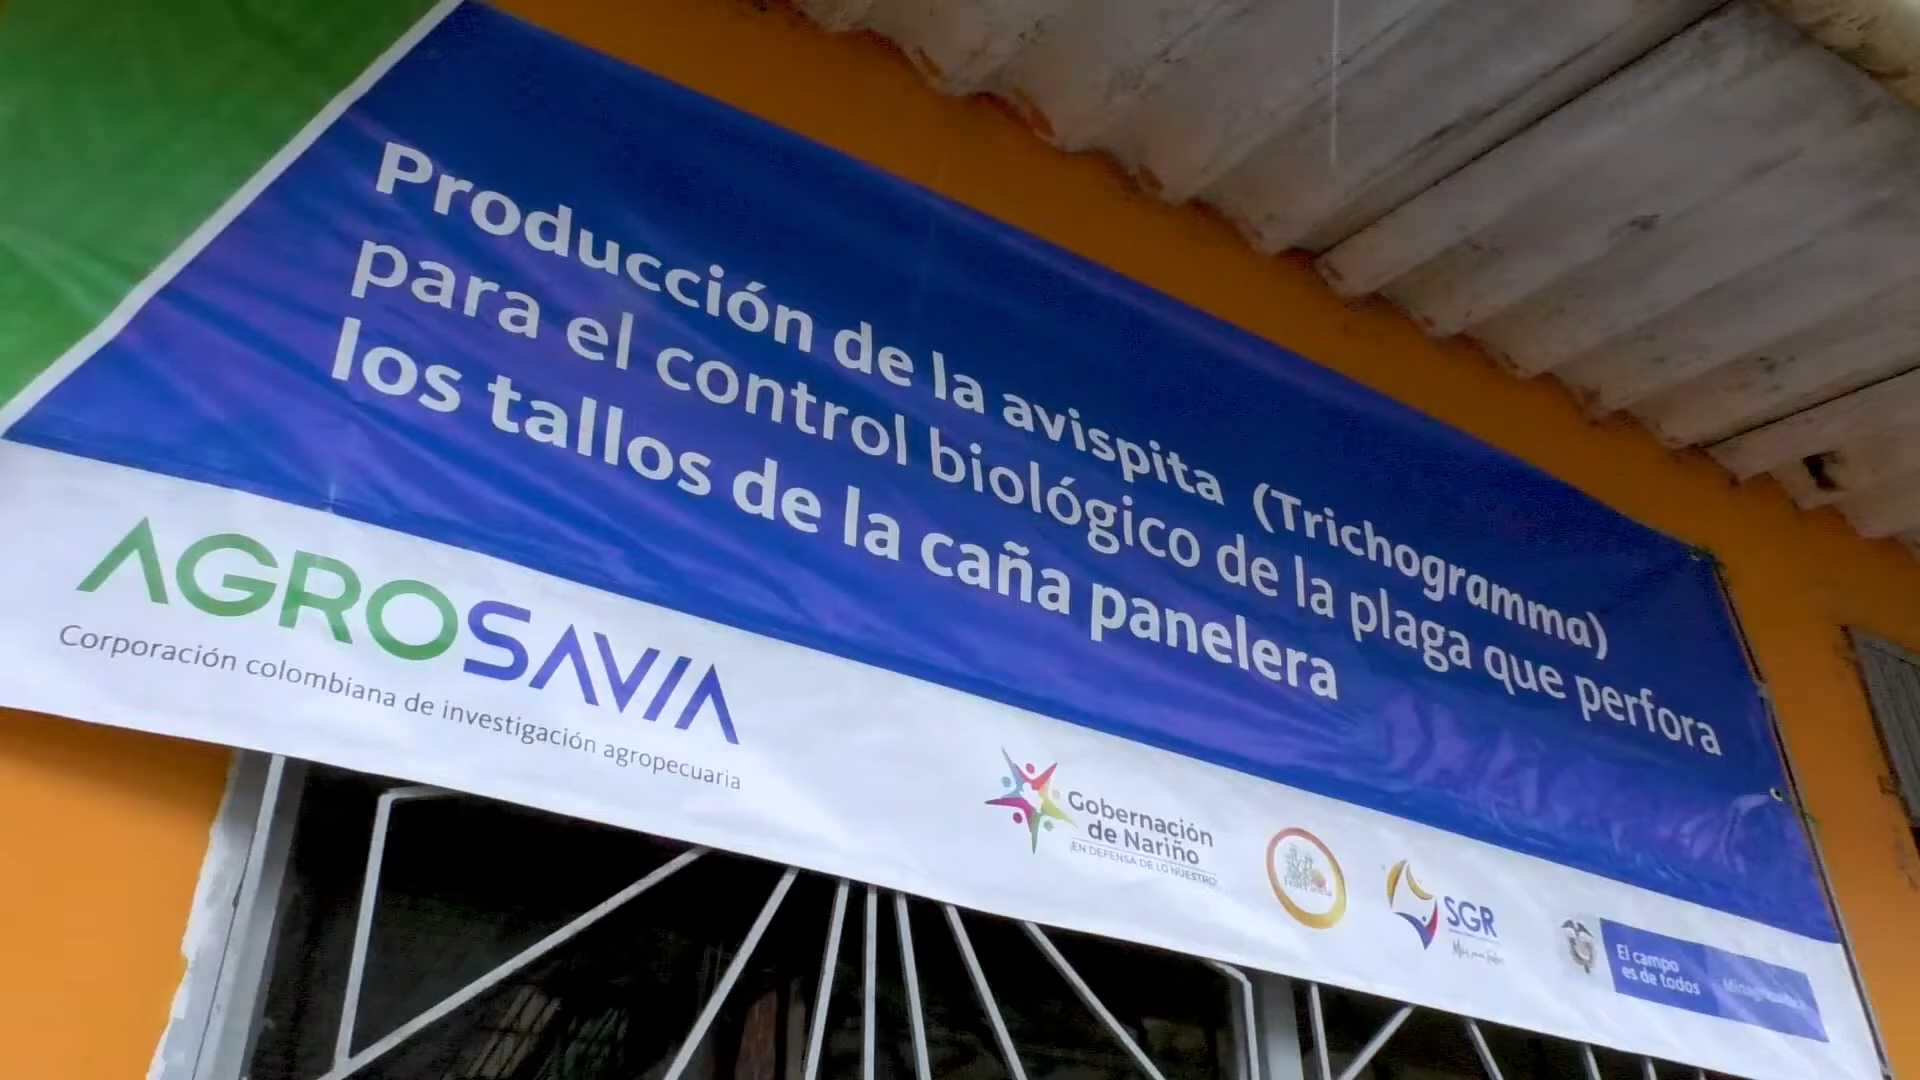 Producción de la avispita (Trichogramma)
para el control biológico de la plaga que perfora
los tallos de la caña panelera
AGROSAVIA
Corporación colombiana de investigación agropecuaria
Gobernación
de Nariño
¡EN DEFENSA DE LO NUESTRO!
SGR
El campo
es de todos